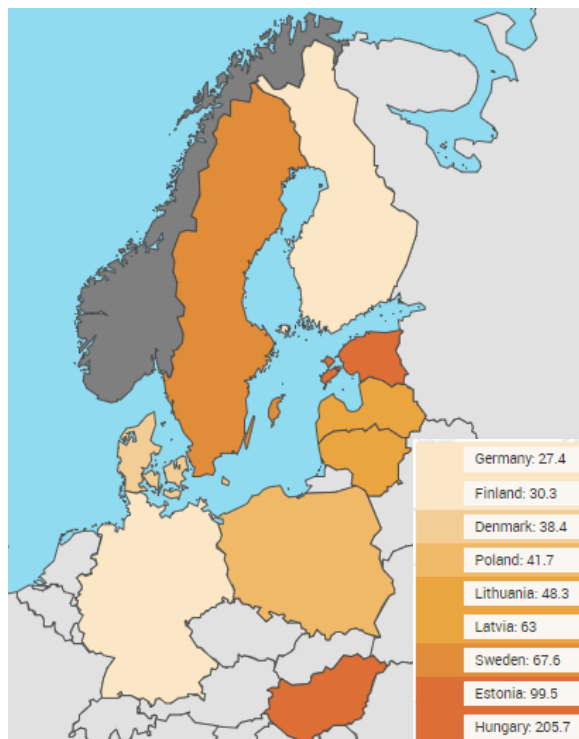 Germany: 27.4
Finland: 30.3
Denmark: 38.4
Poland: 41.7
Lithuania: 48.3
Latvia: 63
Sweden: 67.6
Estonia: 99.5
Hungary: 205.7